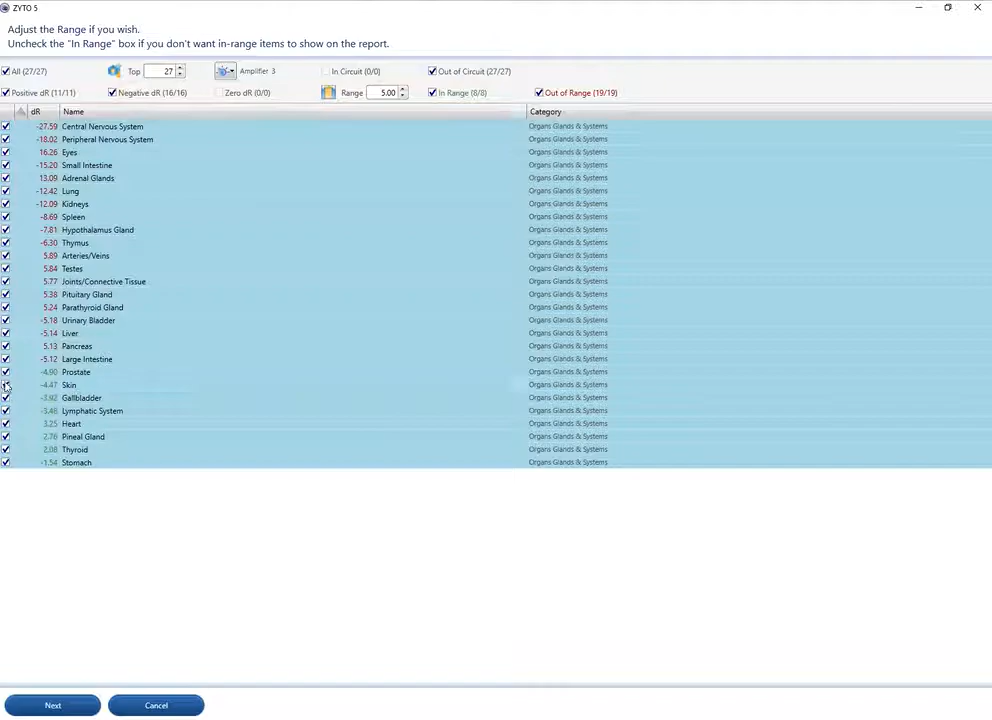 ZYTO 5
Adjust the Range if you wish.
Uncheck the "In Range" box if you don't want in-range items to show on the report.
All (27/27) Top 27 Amplifier 3 In Circuit (0/0) Out of Circuit (27/27)
Positive dR (11/11) Negative dR (16/16) Zero dR (0/0) Range 5.00 In Range (8/8) Out of Range (19/19)
dR Name Category
-27.59 Central Nervous System Organs Glands & Systems
-18.02 Peripheral Nervous System Organs Glands & Systems
16.26 Eyes Organs Glands & Systems
-15.20 Small Intestine Organs Glands & Systems
13.09 Adrenal Glands Organs Glands & Systems
-12.42 Lung Organs Glands & Systems
-12.09 Kidneys Organs Glands & Systems
-8.69 Spleen Organs Glands & Systems
-7.81 Hypothalamus Gland Organs Glands & Systems
-6.30 Thymus Organs Glands & Systems
5.89 Arteries/Veins Organs Glands & Systems
5.84 Testes Organs Glands & Systems
5.77 Joints/Connective Tissue Organs Glands & Systems
5.38 Pituitary Gland Organs Glands & Systems
5.24 Parathyroid Gland Organs Glands & Systems
-5.18 Urinary Bladder Organs Glands & Systems
-5.14 Liver Organs Glands & Systems
5.13 Pancreas Organs Glands & Systems
-5.12 Large Intestine Organs Glands & Systems
-4.90 Prostate Organs Glands & Systems
-4.47 Skin Organs Glands & Systems
-3.92 Gallbladder Organs Glands & Systems
-3.46 Lymphatic System Organs Glands & Systems
3.25 Heart Organs Glands & Systems
2.76 Pineal Gland Organs Glands & Systems
2.08 Thyroid Organs Glands & Systems
-1.54 Stomach Organs Glands & Systems
Next Cancel